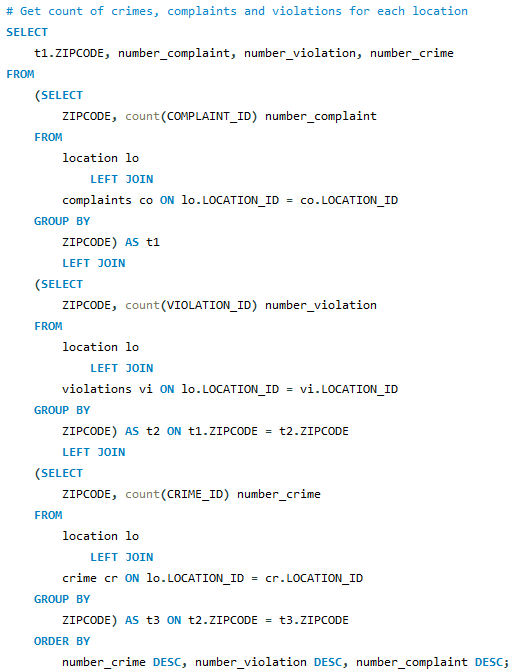 # Get count of crimes, complaints and violations for each location
SELECT
t1.ZIPCODE, number_complaint, number_violation, number_crime
FROM
(SELECT
ZIPCODE, count(COMPLAINT_ID) number_complaint
FROM
location lo
LEFT JOIN
complaints co ON lo.LOCATION_ID = co.LOCATION_ID
GROUP BY
ZIPCODE) AS t1
LEFT JOIN
(SELECT
ZIPCODE, count(VIOLATION_ID) number_violation
FROM
location lo
LEFT JOIN
violations vi ON lo.LOCATION_ID = vi.LOCATION_ID
GROUP BY
ZIPCODE) AS t2 ON t1.ZIPCODE = t2.ZIPCODE
LEFT JOIN
(SELECT
ZIPCODE, count(CRIME_ID) number_crime
FROM
location lo
LEFT JOIN
crime cr ON lo.LOCATION_ID = cr.LOCATION_ID
GROUP BY
ZIPCODE) AS t3 ON t2.ZIPCODE = t3.ZIPCODE
ORDER BY
number_crime DESC, number_violation DESC, number_complaint DESC;